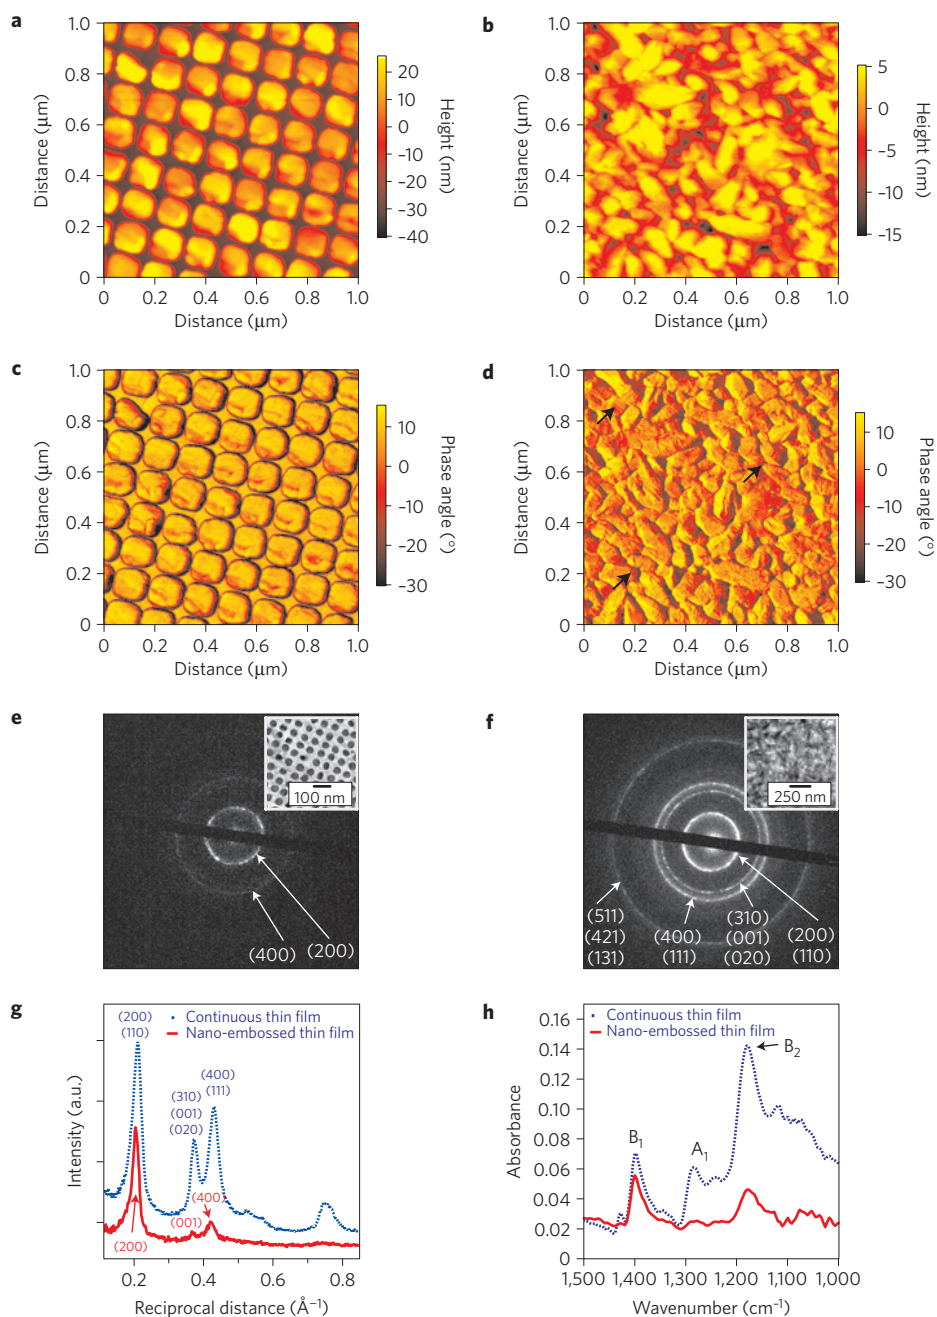 a
1.0
0.8
0.6
0.4
0.2
0
Distance (µm)
0 0.2 0.4 0.6 0.8 1.0
Distance (µm)
20
10
0
–10
–20
–30
–40
Height (nm)
b
1.0
0.8
0.6
0.4
0.2
0
Distance (µm)
0 0.2 0.4 0.6 0.8 1.0
Distance (µm)
5
0
–5
–10
–15
Height (nm)
c
1.0
0.8
0.6
0.4
0.2
0
Distance (µm)
0 0.2 0.4 0.6 0.8 1.0
Distance (µm)
10
0
–10
–20
–30
Phase angle (°)
d
1.0
0.8
0.6
0.4
0.2
0
Distance (µm)
0 0.2 0.4 0.6 0.8 1.0
Distance (µm)
10
0
–10
–20
–30
Phase angle (°)
e
100 nm
(400) (200)
f
250 nm
(511)
(421)
(131)
(400)
(111)
(310)
(001)
(020)
(200)
(110)
g
Continuous thin film
Nano-embossed thin film
(200)
(110)
(310)
(001)
(020)
(400)
(111)
(200)
(001)
(400)
Intensity (a.u.)
0.2 0.4 0.6 0.8
Reciprocal distance (Å⁻¹)
h
Continuous thin film
Nano-embossed thin film
0.16
0.14
0.12
0.10
0.08
0.06
0.04
0.02
0
Absorbance
B₁
A₁
B₂
1,500 1,400 1,300 1,200 1,100 1,000
Wavenumber (cm⁻¹)